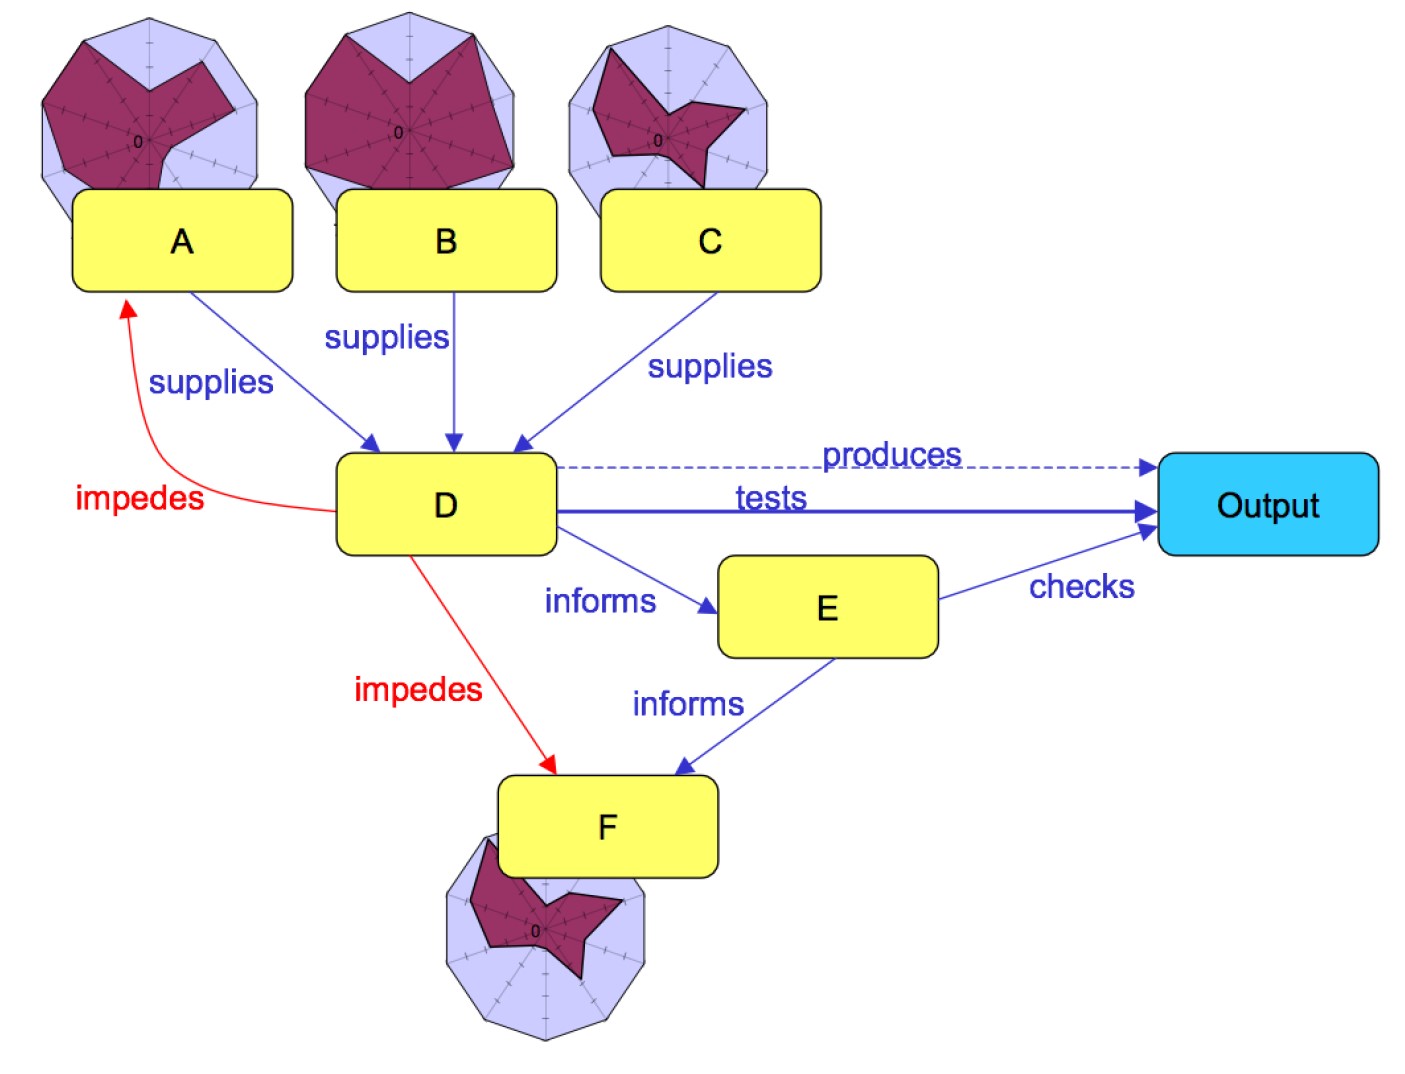 0
0
0
A
B
C
supplies
supplies
supplies
impedes
produces
tests
D
Output
informs
E
checks
impedes
informs
F
0